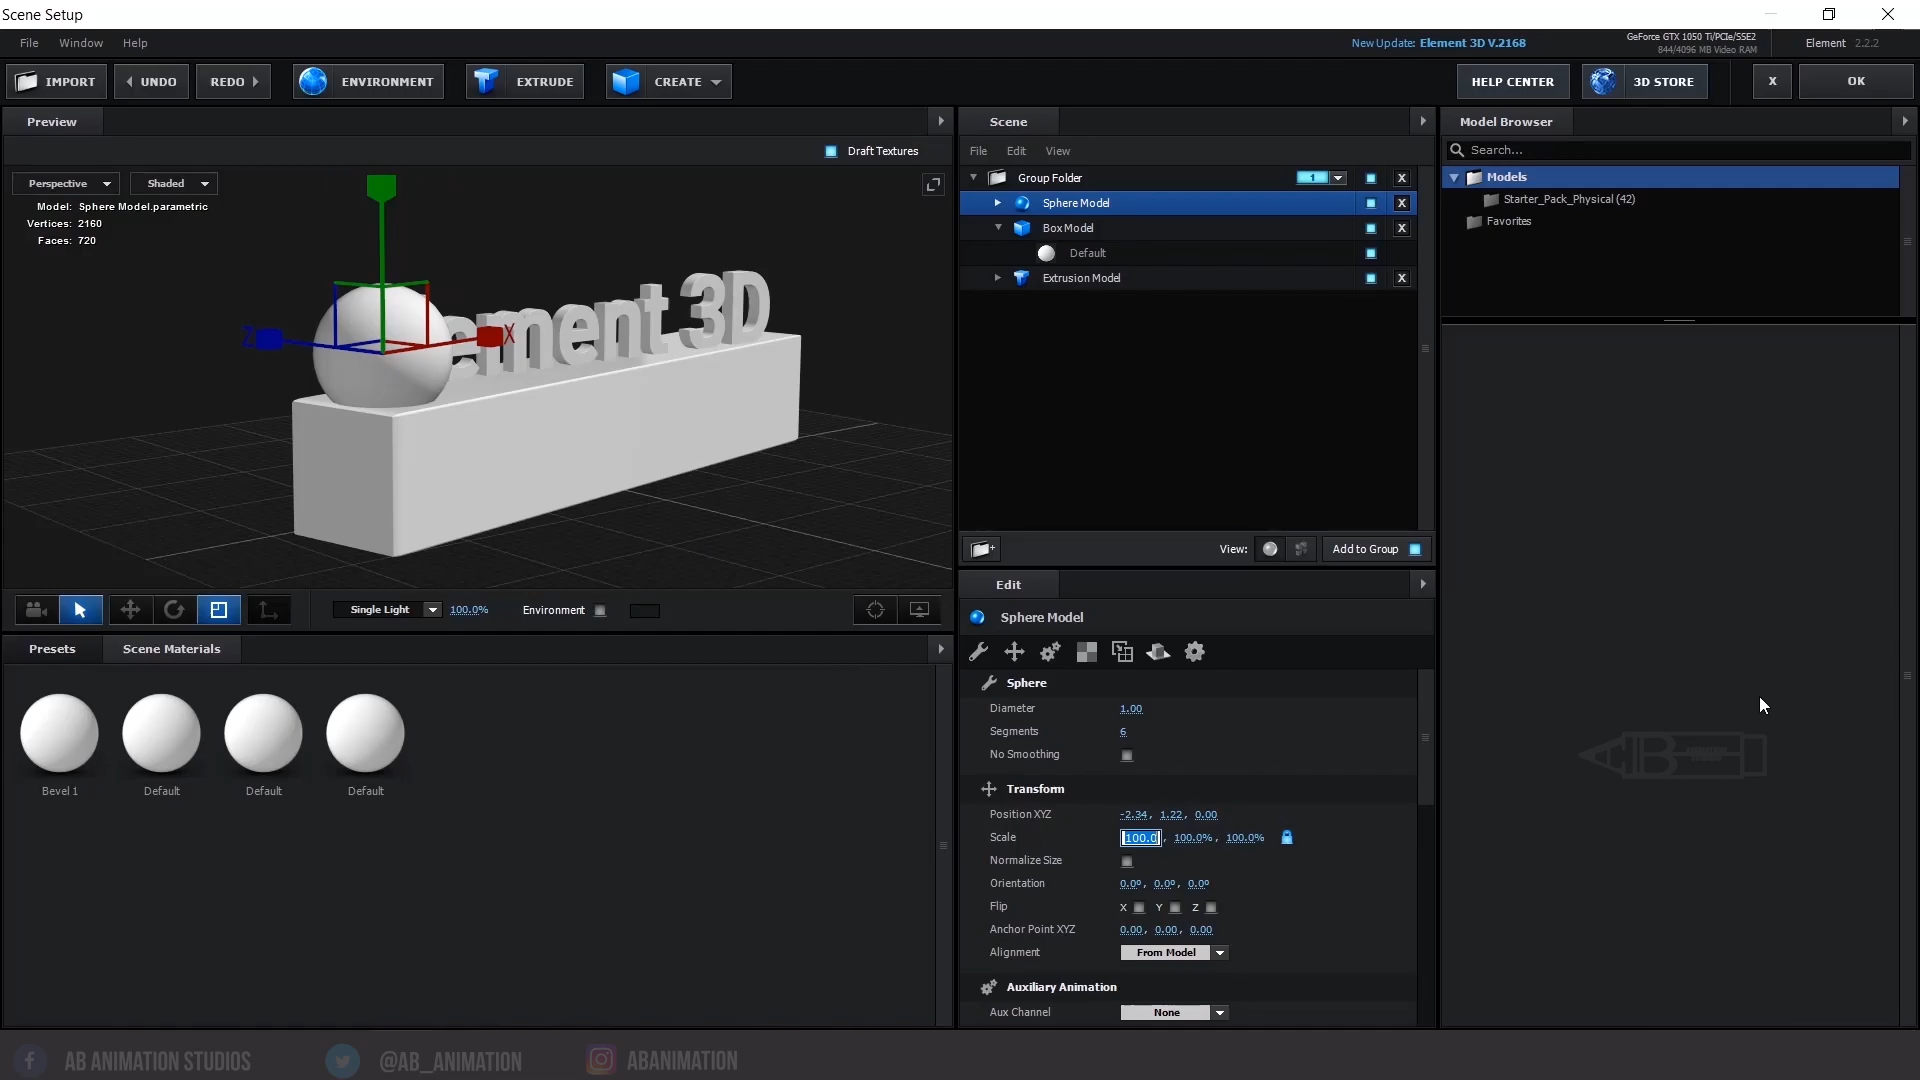 Scene Setup
File Window Help
New Update: Element 3D V.2168
GeForce GTX 1050 Ti/PCIe/SSE2
844/4096 MB Video RAM
Element 2.2.2
IMPORT UNDO REDO ENVIRONMENT EXTRUDE CREATE HELP CENTER 3D STORE X OK
Preview
Draft Textures
Perspective Shaded
Model: Sphere Model.parametric
Vertices: 2160
Faces: 720
Z X
ement 3D
Single Light 100.0% Environment
Presets Scene Materials
Bevel 1 Default Default Default
Scene
File Edit View
Group Folder 1 X
Sphere Model X
Box Model X
Default
Extrusion Model X
View: Add to Group
Edit
Sphere Model
Sphere
Diameter 1.00
Segments 6
No Smoothing
Transform
Position XYZ -2.34, 1.22, 0.00
Scale 100.0, 100.0%, 100.0%
Normalize Size
Orientation 0.0º, 0.0º, 0.0º
Flip X Y Z
Anchor Point XYZ 0.00, 0.00, 0.00
Alignment From Model
Auxiliary Animation
Aux Channel None
Model Browser
Search...
Models
Starter_Pack_Physical (42)
Favorites
AB ANIMATION STUDIOS @AB_ANIMATION ABANIMATION